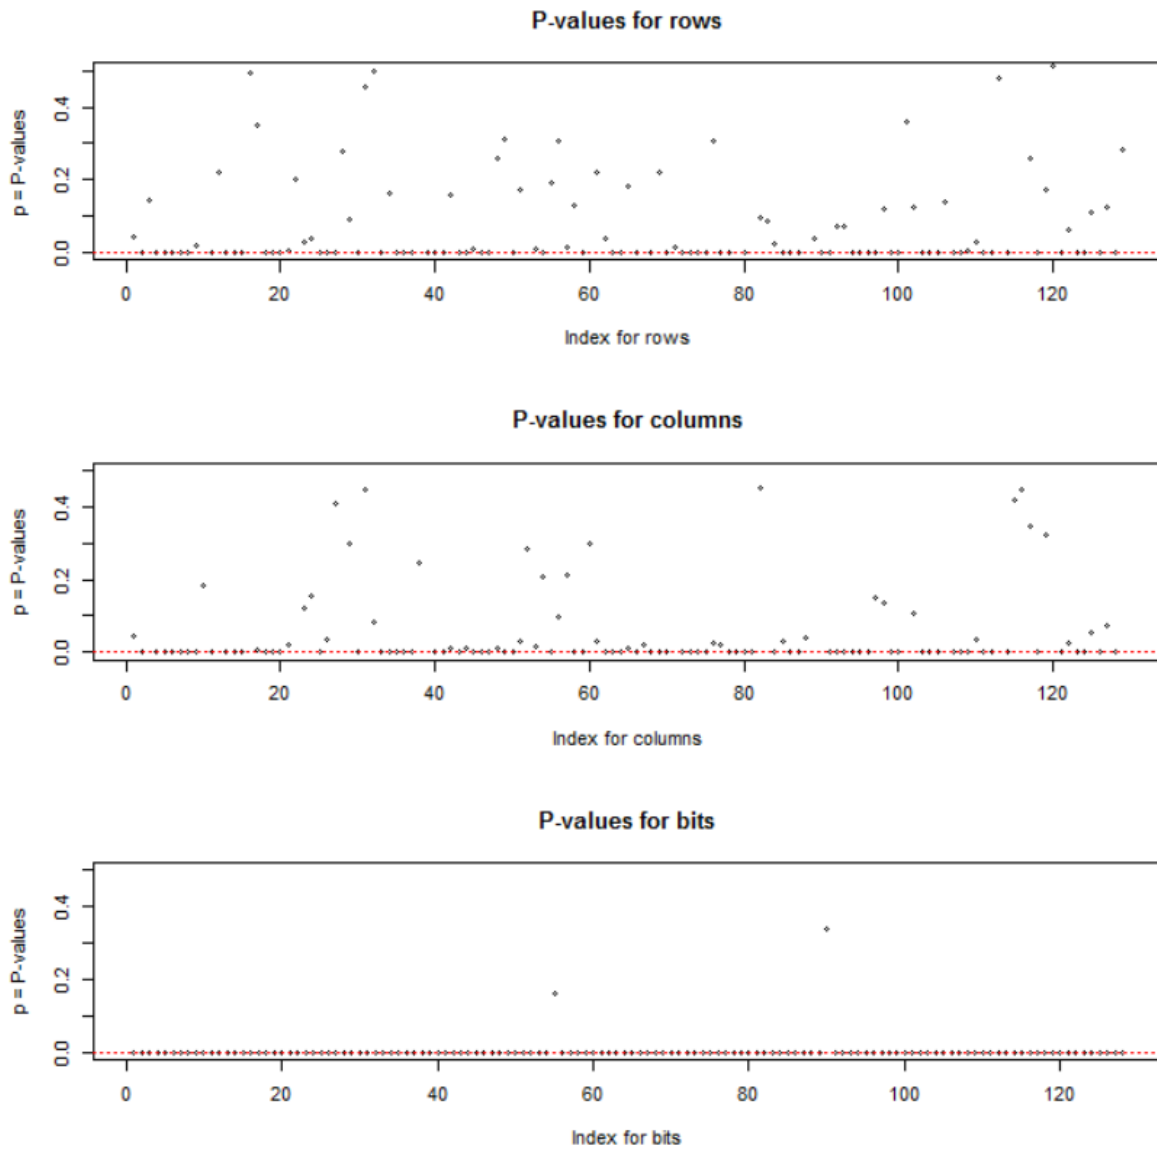 P-values for rows
p = P-values
0.0 0.2 0.4
0 20 40 60 80 100 120
Index for rows
P-values for columns
p = P-values
0.0 0.2 0.4
0 20 40 60 80 100 120
Index for columns
P-values for bits
p = P-values
0.0 0.2 0.4
0 20 40 60 80 100 120
Index for bits